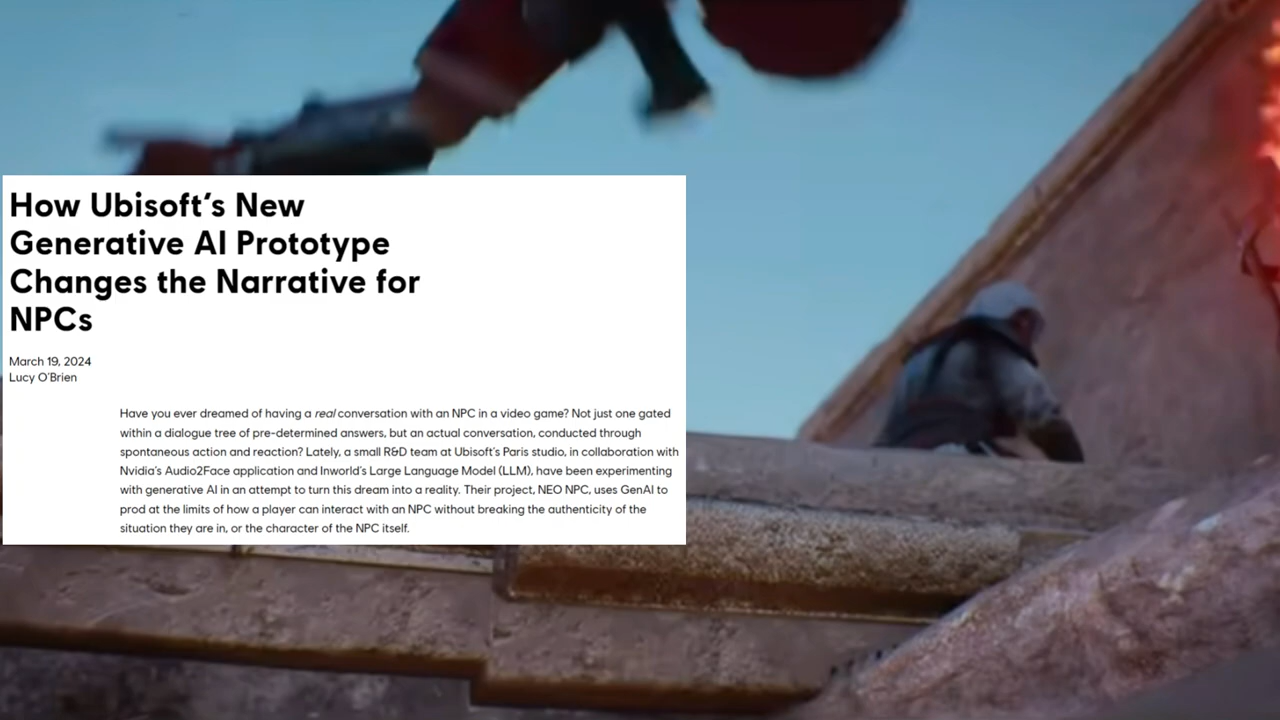 How Ubisoft’s New
Generative AI Prototype
Changes the Narrative for
NPCs
March 19, 2024
Lucy O’Brien
Have you ever dreamed of having a real conversation with an NPC in a video game? Not just one gated
within a dialogue tree of pre-determined answers, but an actual conversation, conducted through
spontaneous action and reaction? Lately, a small R&D team at Ubisoft’s Paris studio, in collaboration with
Nvidia’s Audio2Face application and Inworld’s Large Language Model (LLM), have been experimenting
with generative AI in an attempt to turn this dream into a reality. Their project, NEO NPC, uses GenAI to
prod at the limits of how a player can interact with an NPC without breaking the authenticity of the
situation they are in, or the character of the NPC itself.